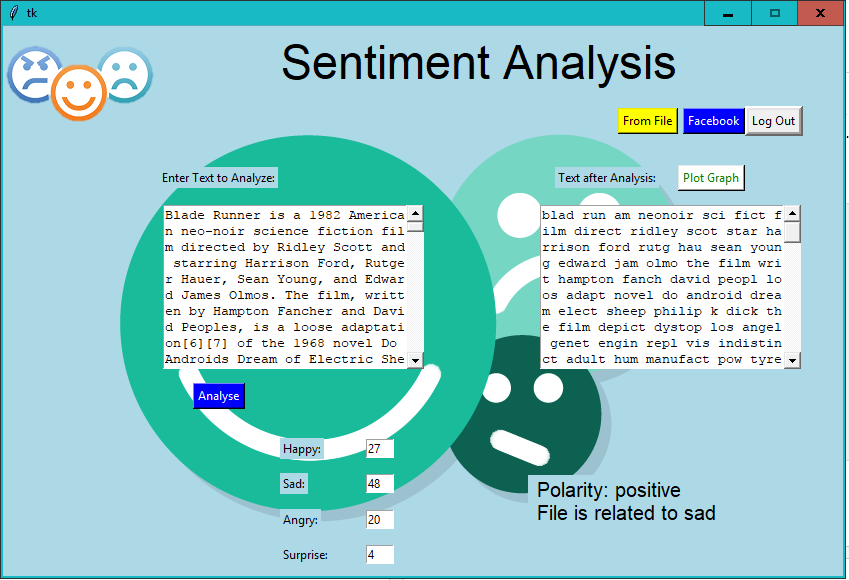 tk
Sentiment Analysis
From File
Facebook
Log Out
Enter Text to Analyze:
Text after Analysis:
Plot Graph
Blade Runner is a 1982 America
n neo-noir science fiction fil
m directed by Ridley Scott and
starring Harrison Ford, Rutge
r Hauer, Sean Young, and Edwar
d James Olmos. The film, writt
en by Hampton Fancher and Davi
d Peoples, is a loose adaptati
on[6][7] of the 1968 novel Do
Androids Dream of Electric She
blad run am neonoir sci fict f
ilm direct ridley scot star ha
rrison ford rutg hau sean youn
g edward jam olmo the film wri
t hampton fanch david peopl lo
os adapt novel do android drea
m elect sheep philip k dick th
e film depict dystop los angel
genet engin repl vis indistin
ct adult hum manufact pow tyre
Analyse
Happy: 27
Sad: 48
Angry: 20
Surprise: 4
Polarity: positive
File is related to sad